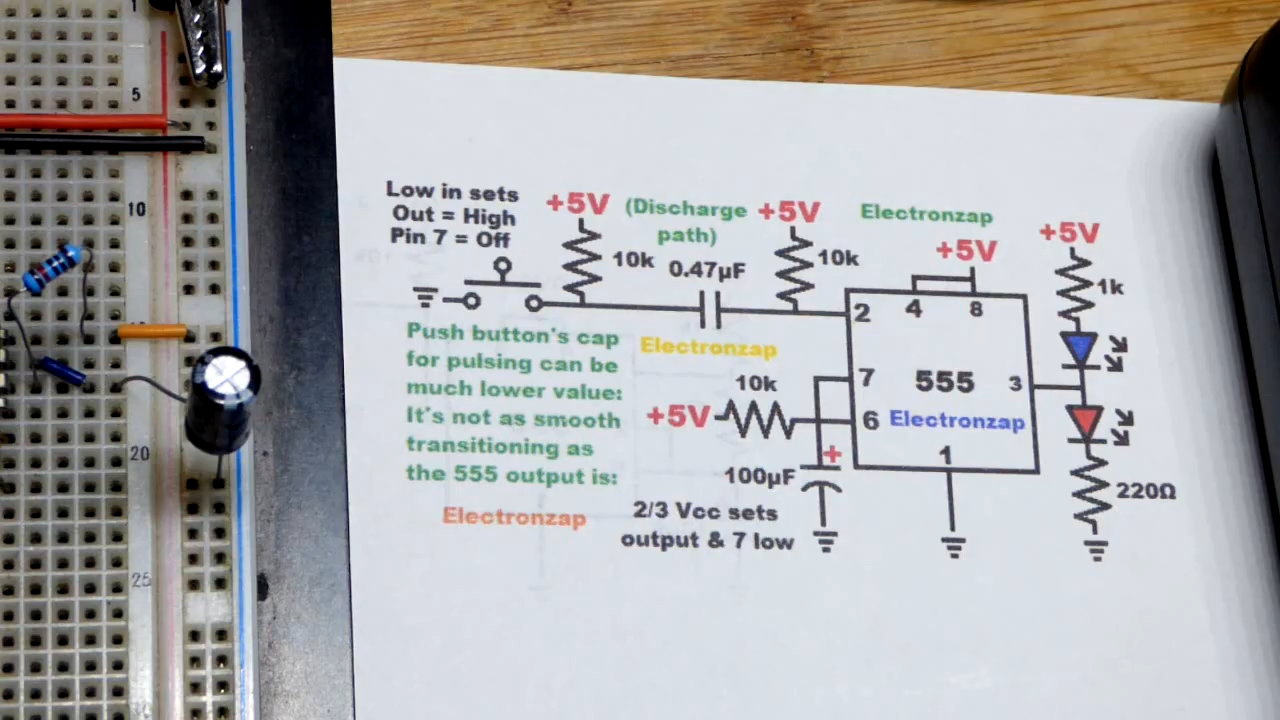 1
5
10
20
25
Low in sets
Out = High
Pin 7 = Off
+5V
(Discharge
path)
+5V
Electronzap
+5V
+5V
10k
0.47µF
10k
1k
2
4
8
Push button's cap
for pulsing can be
much lower value:
It's not as smooth
transitioning as
the 555 output is:
Electronzap
Electronzap
10k
+5V
7
555
3
6
Electronzap
+
100µF
1
220Ω
2/3 Vcc sets
output & 7 low